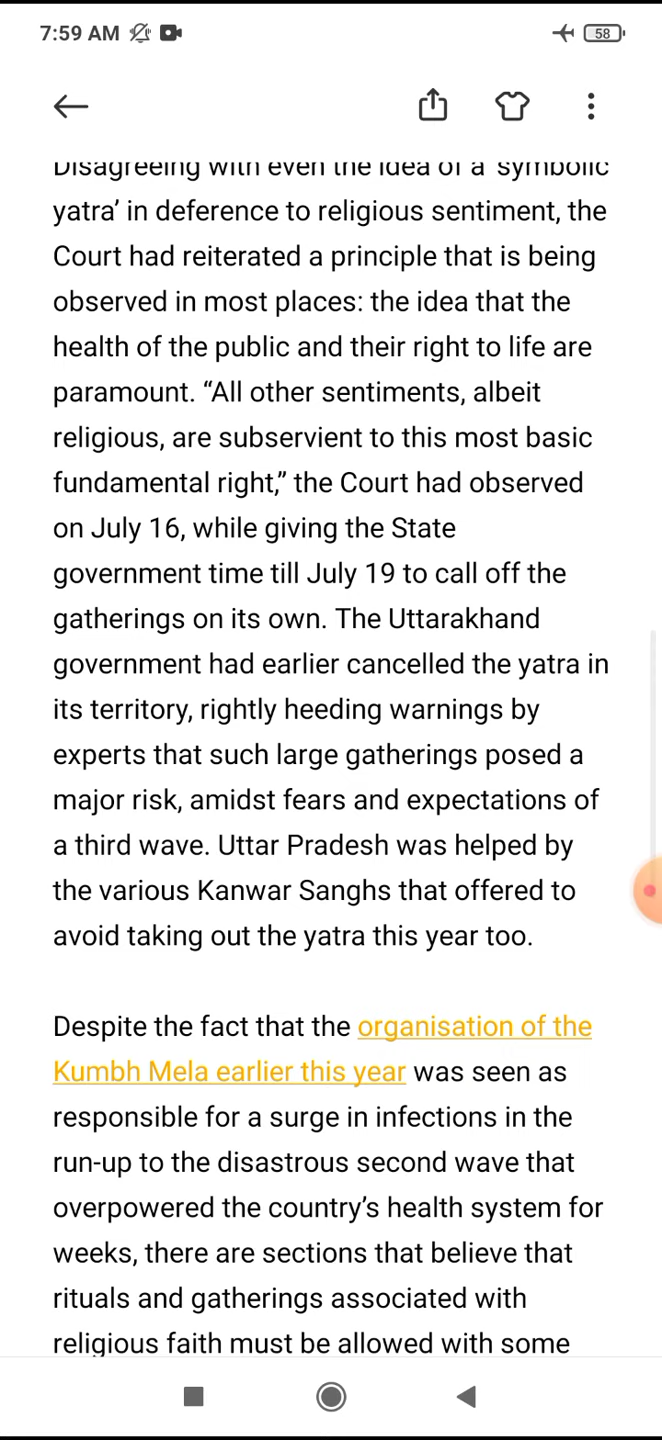 7:59 AM
58
Disagreeing with even the idea of a ‘symbolic
yatra’ in deference to religious sentiment, the
Court had reiterated a principle that is being
observed in most places: the idea that the
health of the public and their right to life are
paramount. “All other sentiments, albeit
religious, are subservient to this most basic
fundamental right,” the Court had observed
on July 16, while giving the State
government time till July 19 to call off the
gatherings on its own. The Uttarakhand
government had earlier cancelled the yatra in
its territory, rightly heeding warnings by
experts that such large gatherings posed a
major risk, amidst fears and expectations of
a third wave. Uttar Pradesh was helped by
the various Kanwar Sanghs that offered to
avoid taking out the yatra this year too.
Despite the fact that the organisation of the
Kumbh Mela earlier this year was seen as
responsible for a surge in infections in the
run-up to the disastrous second wave that
overpowered the country’s health system for
weeks, there are sections that believe that
rituals and gatherings associated with
religious faith must be allowed with some